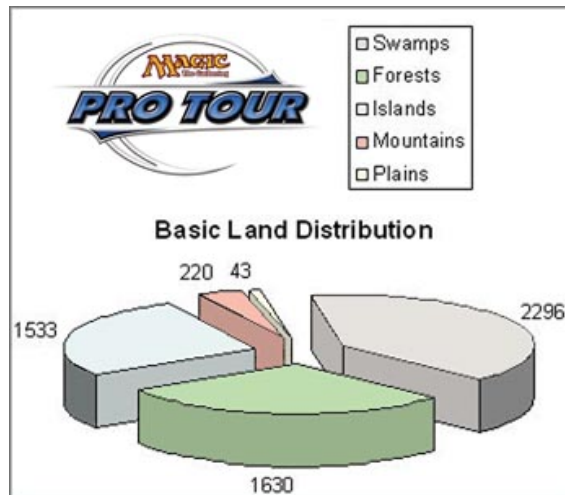 MAGIC
The Gathering
PRO TOUR
Swamps
Forests
Islands
Mountains
Plains
Basic Land Distribution
220
43
1533
2296
1630